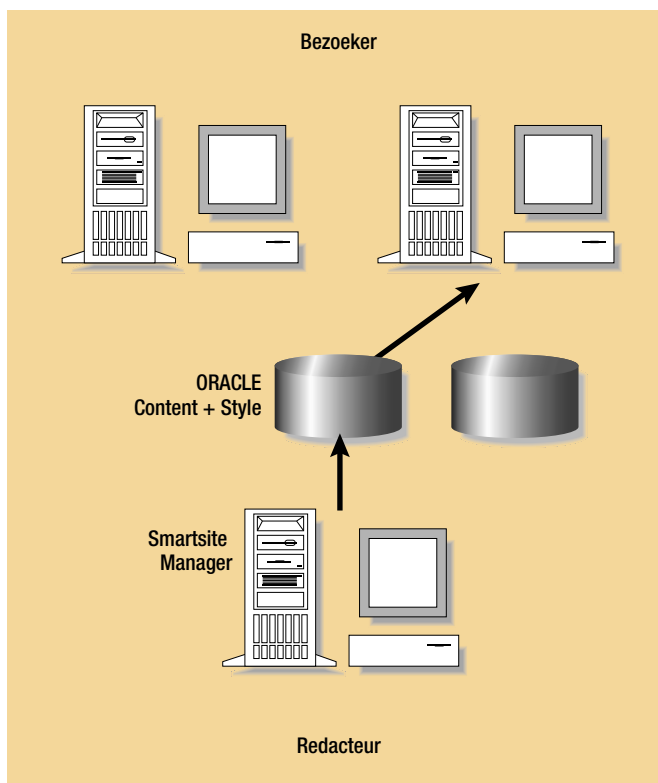 Bezoeker
ORACLE
Content + Style
Smartsite
Manager
Redacteur